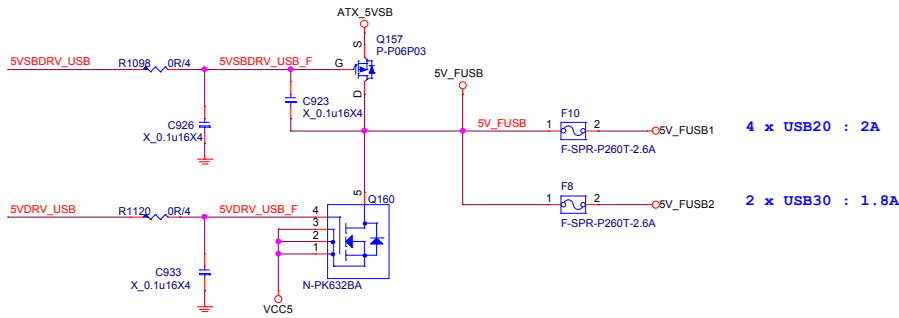 ATX_5VSB
Q157
P-P06P03
S
G
D
5VSBDRV_USB
R1098
0R/4
5VSBDRV_USB_F
C923
X_0.1u16X4
C926
X_0.1u16X4
5V_FUSB
5V_FUSB
F10
1
2
F-SPR-P260T-2.6A
5V_FUSB1
4 x USB20 : 2A
F8
1
2
F-SPR-P260T-2.6A
5V_FUSB2
2 x USB30 : 1.8A
5VDRV_USB
R1120
0R/4
5VDRV_USB_F
5
Q160
4
3
2
1
N-PK632BA
C933
X_0.1u16X4
VCC5